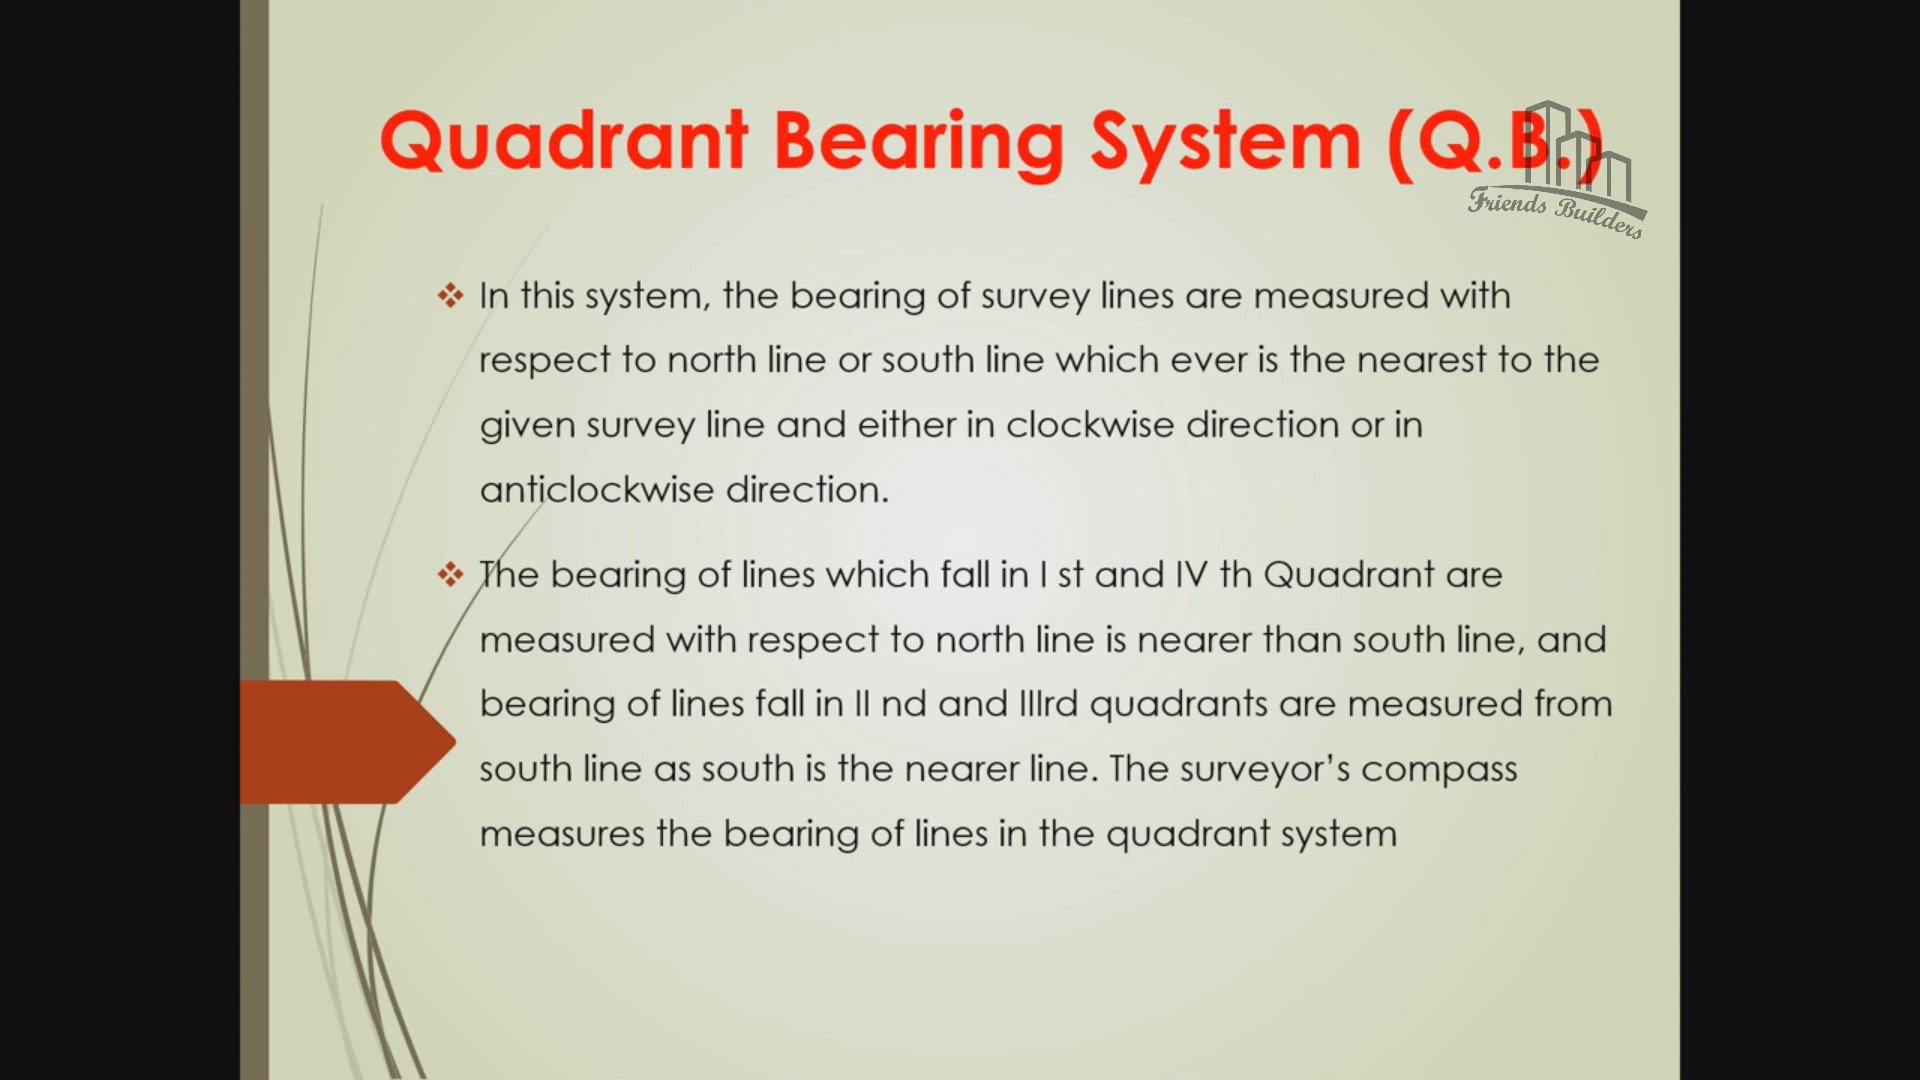 Quadrant Bearing System (Q.B.)
Friends Builders
In this system, the bearing of survey lines are measured with
respect to north line or south line which ever is the nearest to the
given survey line and either in clockwise direction or in
anticlockwise direction.
The bearing of lines which fall in I st and IV th Quadrant are
measured with respect to north line is nearer than south line, and
bearing of lines fall in II nd and IIIrd quadrants are measured from
south line as south is the nearer line. The surveyor’s compass
measures the bearing of lines in the quadrant system